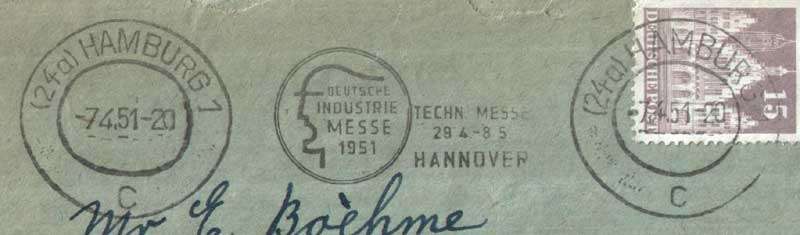 (24a) HAMBURG 1
-7.4.51-20
C
DEUTSCHE
INDUSTRIE
MESSE
1951
TECHN. MESSE
29.4.-8.5
HANNOVER
(24a) HAMBURG
-7.4.51-20
C
DEUTSCHE
15
Mr E. Boehme